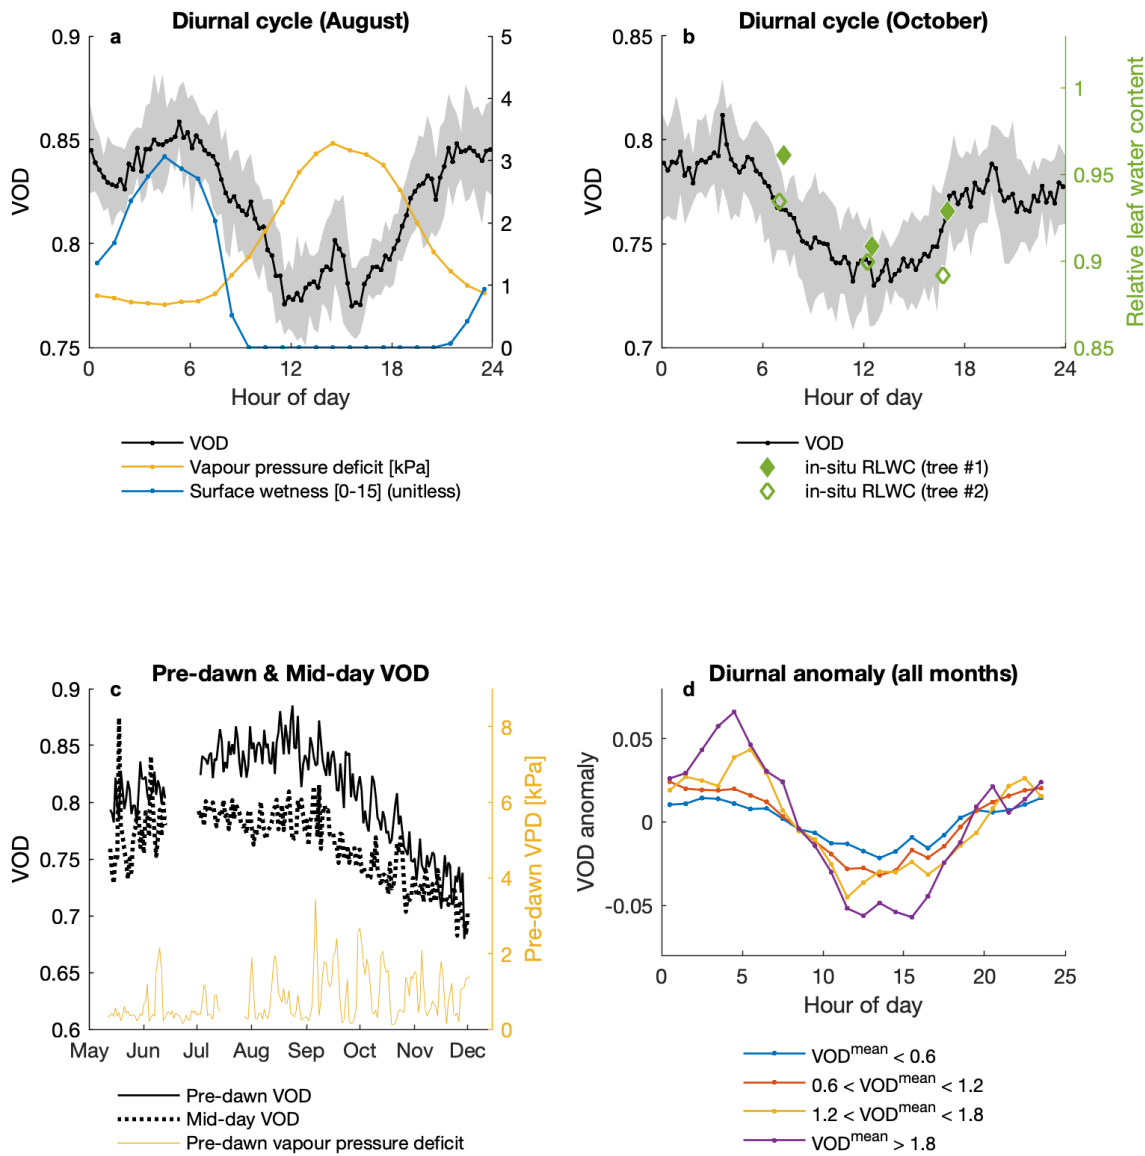 Diurnal cycle (August)
a
0.9
0.85
0.8
0.75
VOD
5
4
3
2
1
0
0 6 12 18 24
Hour of day
VOD
Vapour pressure deficit [kPa]
Surface wetness [0-15] (unitless)
Diurnal cycle (October)
b
0.85
0.8
0.75
0.7
VOD
1
0.95
0.9
0.85
Relative leaf water content
0 6 12 18 24
Hour of day
VOD
in-situ RLWC (tree #1)
in-situ RLWC (tree #2)
Pre-dawn & Mid-day VOD
c
0.9
0.85
0.8
0.75
0.7
0.65
0.6
VOD
8
6
4
2
0
Pre-dawn VPD [kPa]
May Jun Jul Aug Sep Oct Nov Dec
Pre-dawn VOD
Mid-day VOD
Pre-dawn vapour pressure deficit
Diurnal anomaly (all months)
d
0.05
0
-0.05
VOD anomaly
0 5 10 15 20 25
Hour of day
VOD^mean < 0.6
0.6 < VOD^mean < 1.2
1.2 < VOD^mean < 1.8
VOD^mean > 1.8